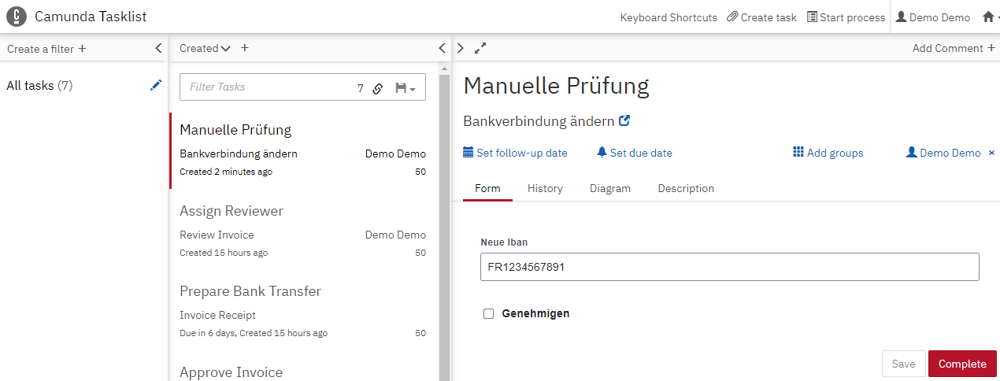 Camunda Tasklist
Keyboard Shortcuts Create task Start process Demo Demo
Create a filter +
Created +
Add Comment +
All tasks (7)
Filter Tasks 7
Manuelle Prüfung
Bankverbindung ändern Demo Demo
Created 2 minutes ago 50
Assign Reviewer
Review Invoice Demo Demo
Created 15 hours ago 50
Prepare Bank Transfer
Invoice Receipt
Due in 6 days, Created 15 hours ago 50
Approve Invoice
Manuelle Prüfung
Bankverbindung ändern
Set follow-up date Set due date Add groups Demo Demo ×
Form History Diagram Description
Neue Iban
FR1234567891
Genehmigen
Save Complete